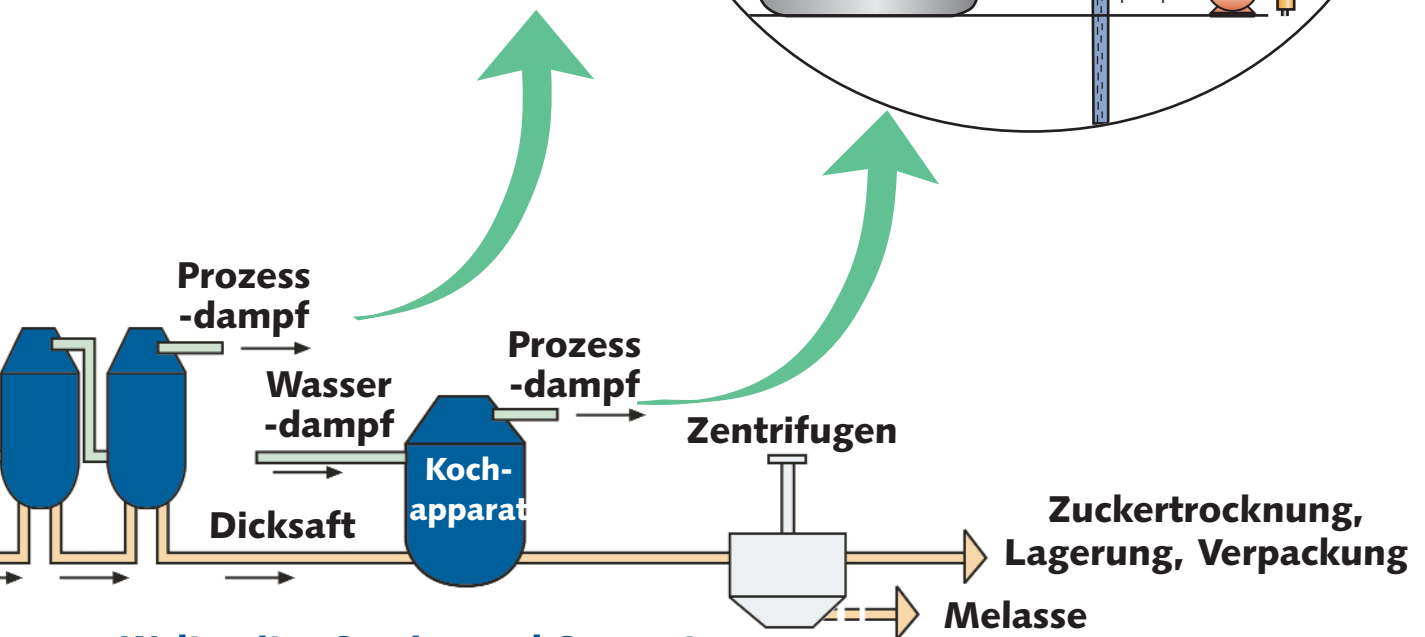 Prozess
-dampf
Prozess
-dampf
Wasser
-dampf
Zentrifugen
Koch-
apparat
Dicksaft
Zuckertrocknung,
Lagerung, Verpackung
Melasse